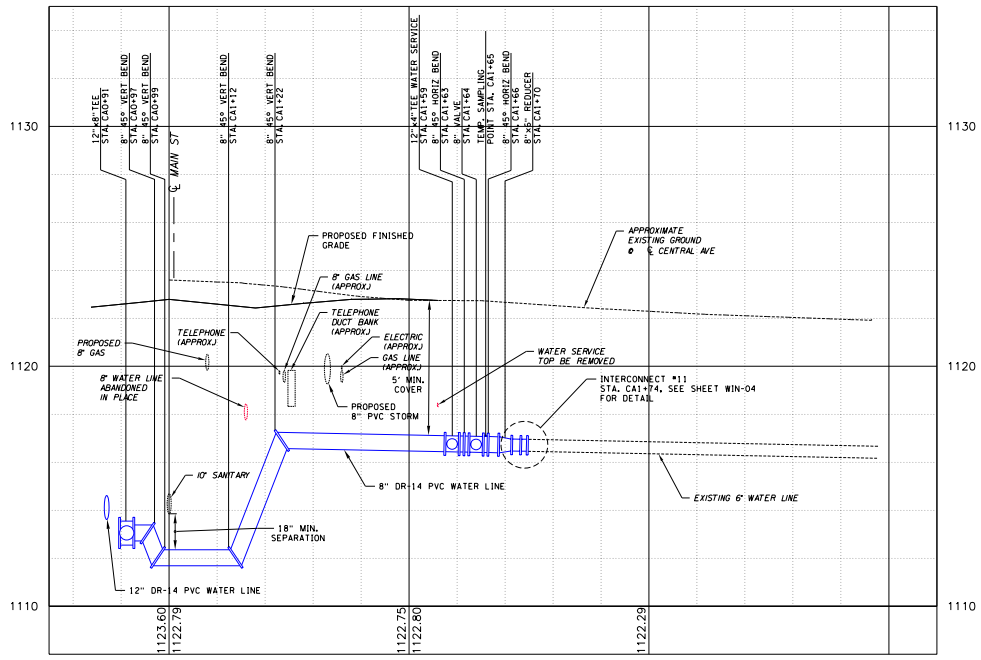 12"x8"TEE
STA. CA0+91
8" 45° VERT BEND
STA. CA0+97
8" 45° VERT BEND
STA. CA0+99
℄ MAIN ST
8" 45° VERT BEND
STA. CA1+12
8" 45° VERT BEND
STA. CA1+22
12"x4"TEE WATER SERVICE
STA. CA1+59
8" 45° HORIZ BEND
STA. CA1+63
8" VALVE
STA. CA1+64
TEMP. SAMPLING
POINT STA. CA1+65
8" 45° HORIZ BEND
STA. CA1+66
8"x6" REDUCER
STA. CA1+70
1130
1130
PROPOSED FINISHED
GRADE
APPROXIMATE
EXISTING GROUND
@ ℄ CENTRAL AVE
8" GAS LINE
(APPROX.)
TELEPHONE
DUCT BANK
(APPROX.)
TELEPHONE
(APPROX.)
ELECTRIC
(APPROX.)
GAS LINE
(APPROX.)
PROPOSED
8" GAS
WATER SERVICE
TOP BE REMOVED
1120
1120
8" WATER LINE
ABANDONED
IN PLACE
5' MIN.
COVER
INTERCONNECT #11
STA. CA1+74, SEE SHEET WIN-04
FOR DETAIL
PROPOSED
8" PVC STORM
10" SANITARY
8" DR-14 PVC WATER LINE
EXISTING 6" WATER LINE
18" MIN.
SEPARATION
12" DR-14 PVC WATER LINE
1110
1110
1123.60
1122.79
1122.75
1122.80
1122.29